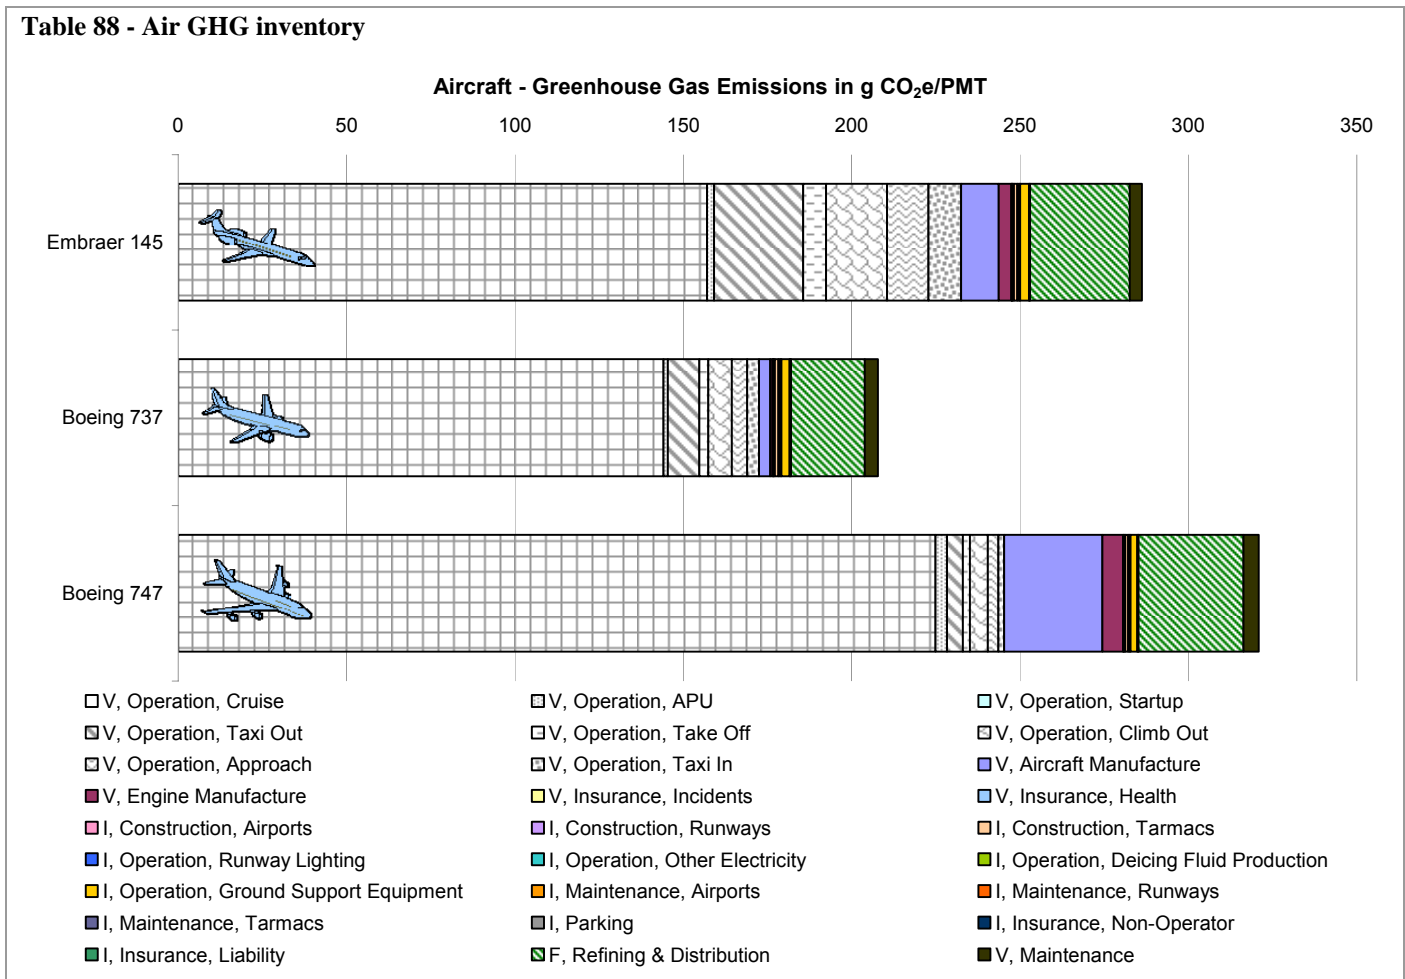 Table 88 - Air GHG inventory
Aircraft - Greenhouse Gas Emissions in g CO₂e/PMT
0 50 100 150 200 250 300 350
Embraer 145
Boeing 737
Boeing 747
V, Operation, Cruise V, Operation, APU V, Operation, Startup
V, Operation, Taxi Out V, Operation, Take Off V, Operation, Climb Out
V, Operation, Approach V, Operation, Taxi In V, Aircraft Manufacture
V, Engine Manufacture V, Insurance, Incidents V, Insurance, Health
I, Construction, Airports I, Construction, Runways I, Construction, Tarmacs
I, Operation, Runway Lighting I, Operation, Other Electricity I, Operation, Deicing Fluid Production
I, Operation, Ground Support Equipment I, Maintenance, Airports I, Maintenance, Runways
I, Maintenance, Tarmacs I, Parking I, Insurance, Non-Operator
I, Insurance, Liability F, Refining & Distribution V, Maintenance